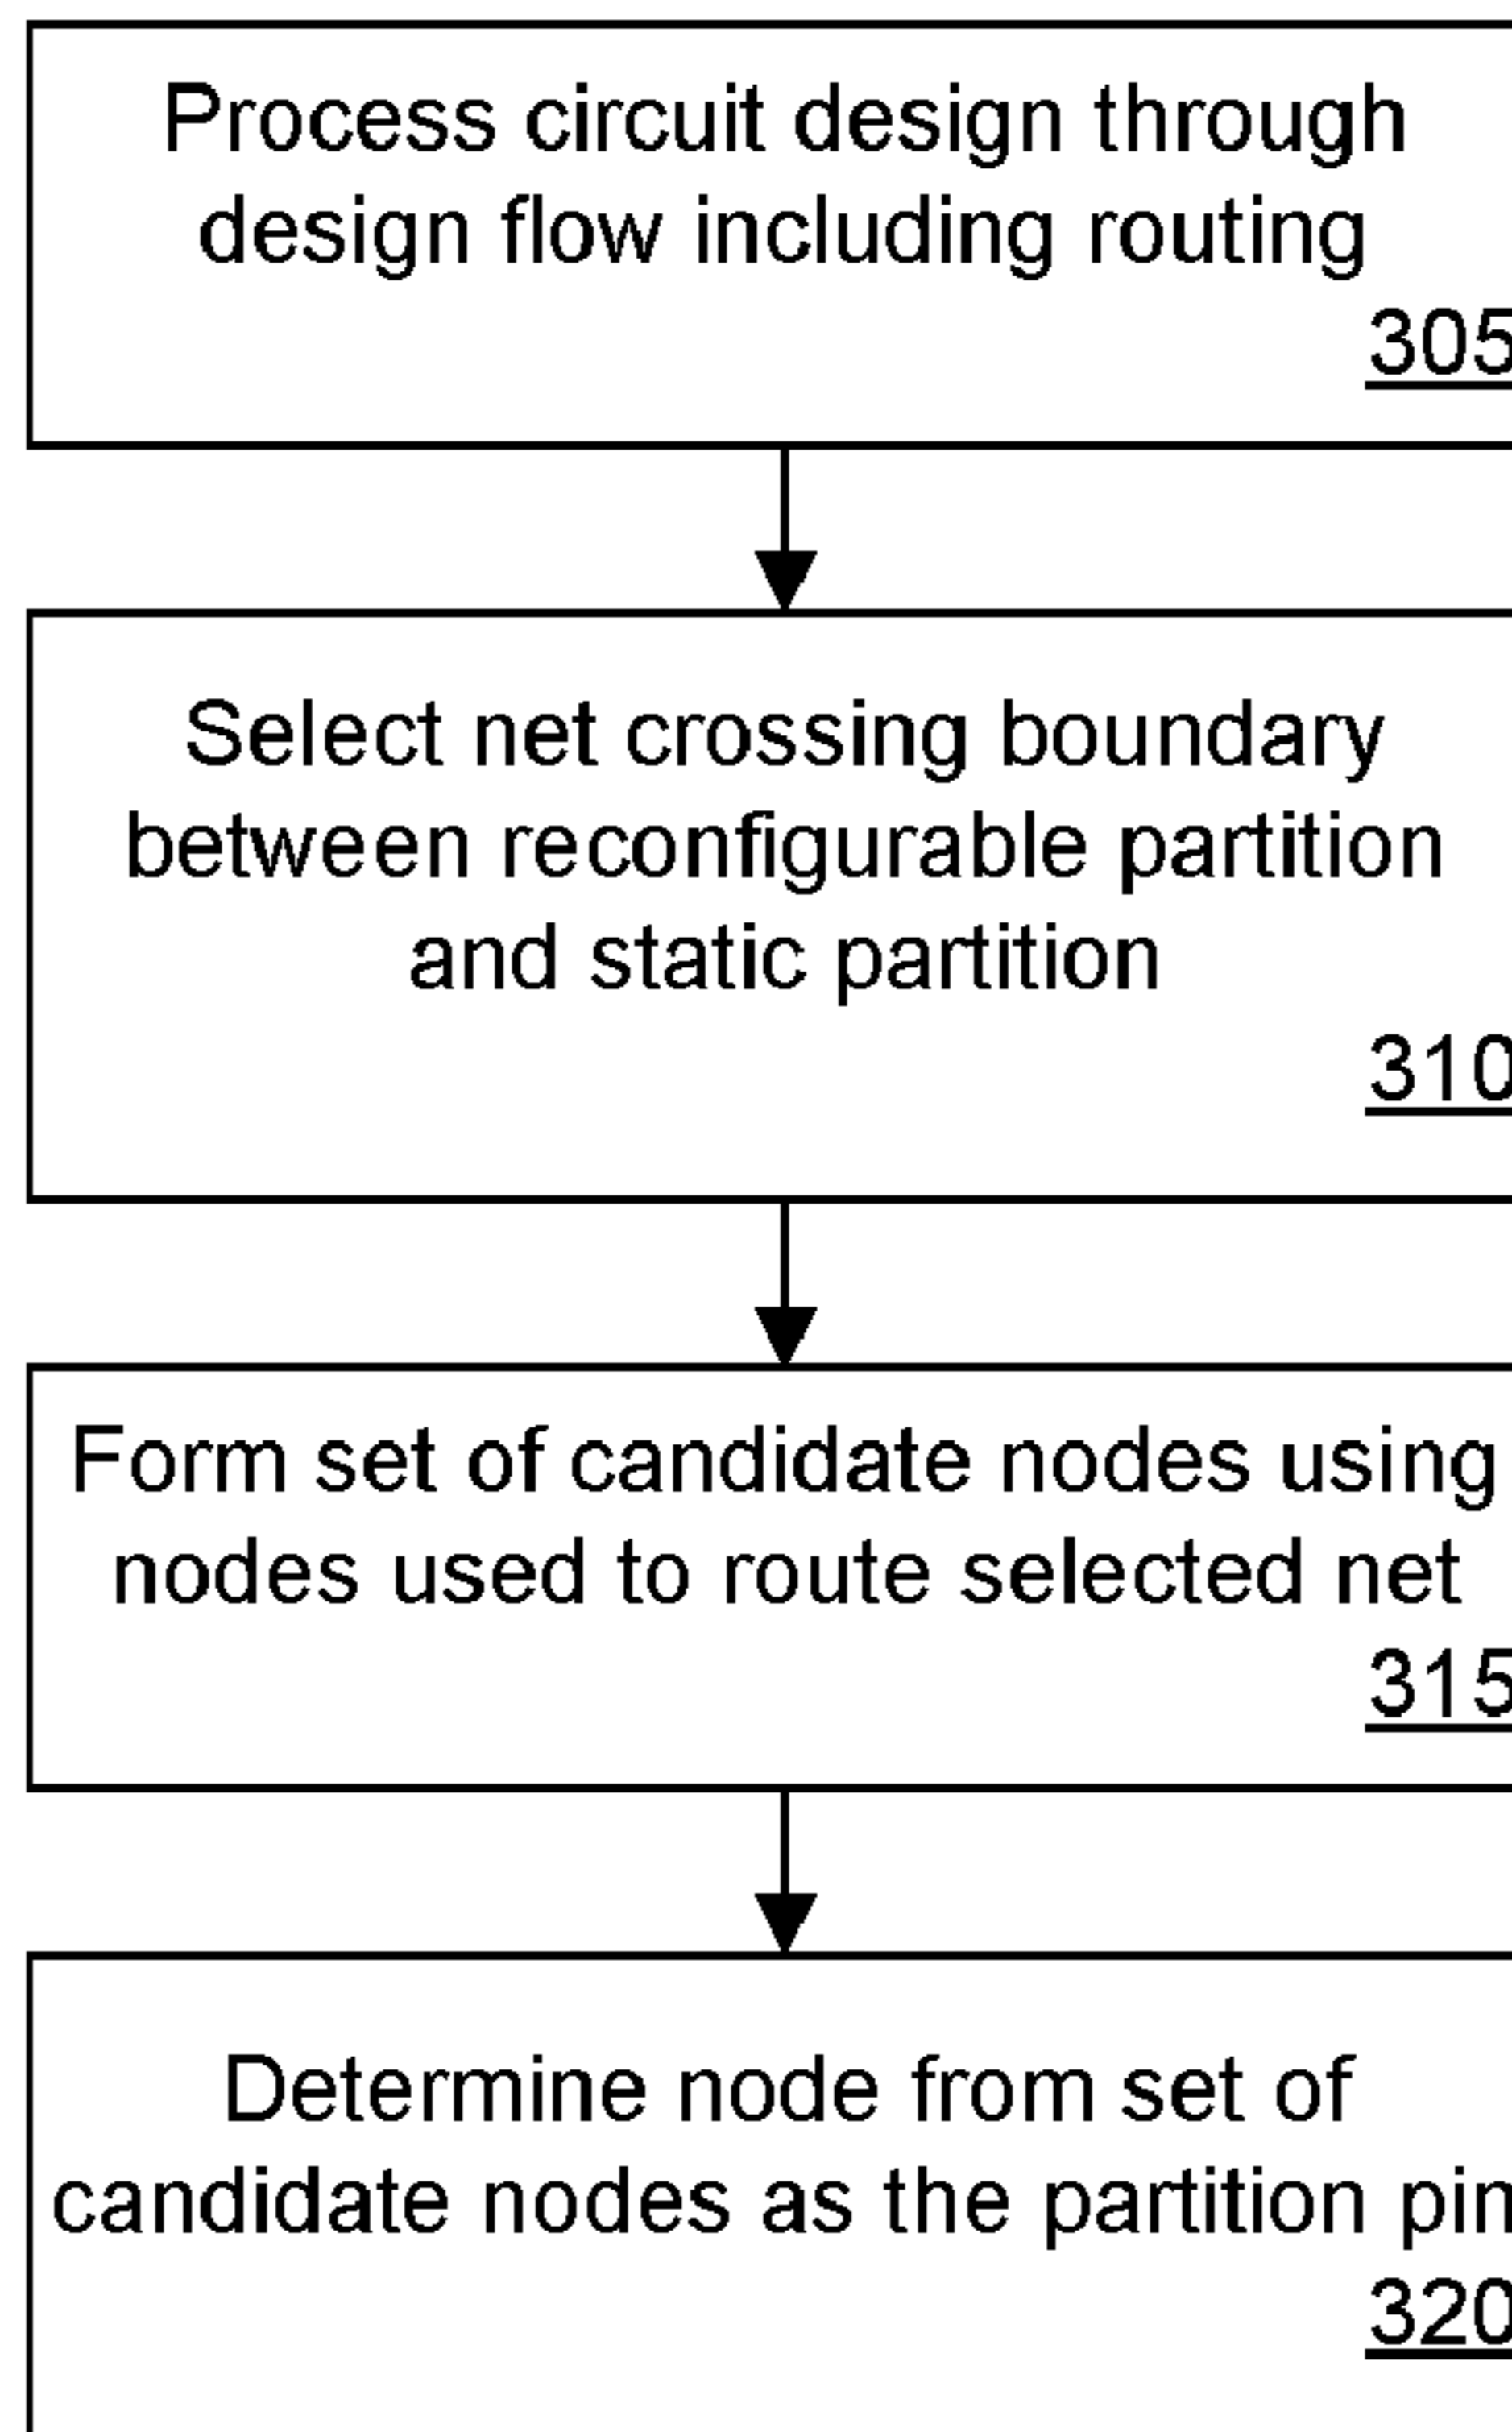 Process circuit design through
design flow including routing
305
Select net crossing boundary
between reconfigurable partition
and static partition
310
Form set of candidate nodes using
nodes used to route selected net
315
Determine node from set of
candidate nodes as the partition pin
320